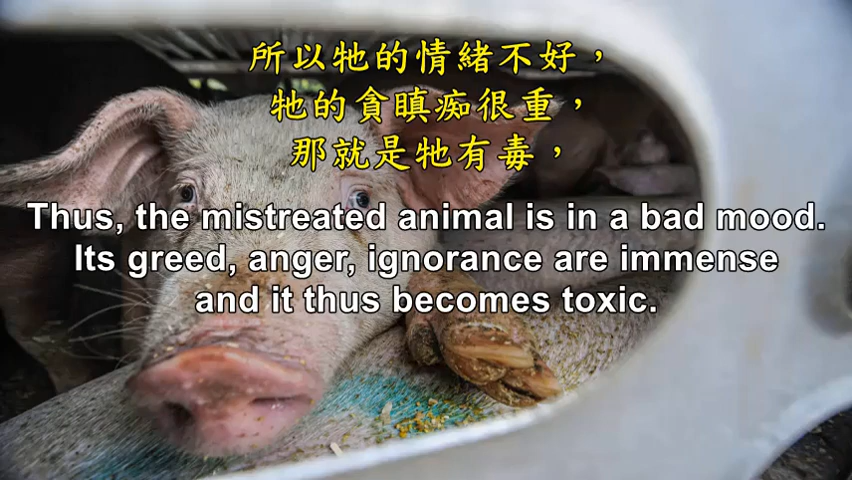 所以牠的情緒不好，
牠的貪瞋痴很重，
那就是牠有毒，
Thus, the mistreated animal is in a bad mood.
Its greed, anger, ignorance are immense
and it thus becomes toxic.